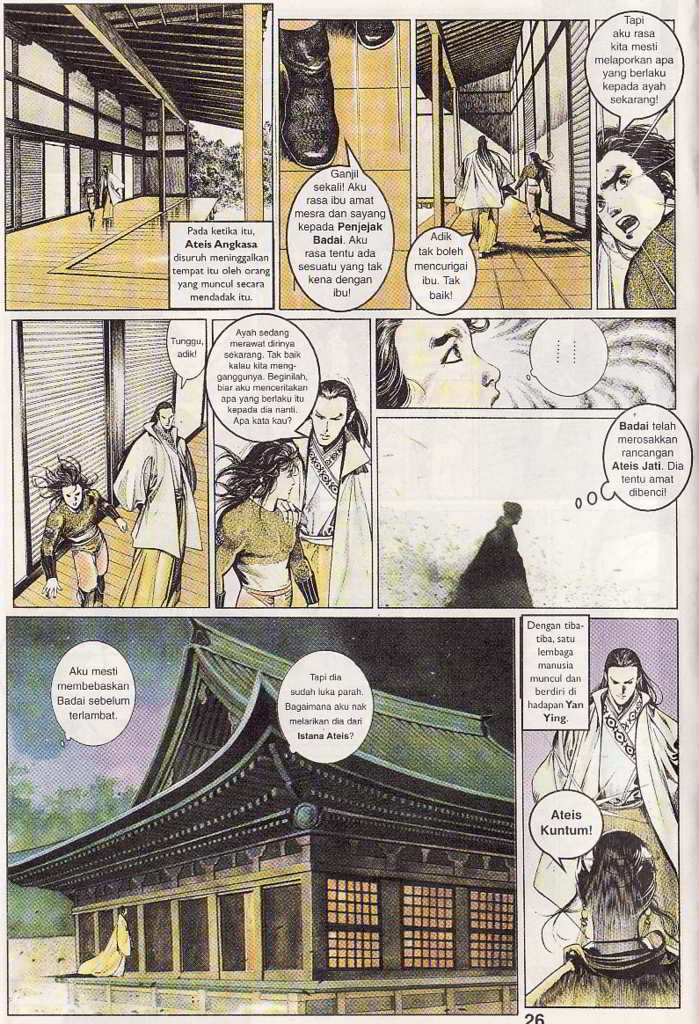 Pada ketika itu,
Ateis Angkasa
disuruh meninggalkan
tempat itu oleh orang
yang muncul secara
mendadak itu.
Ganjil
sekali! Aku
rasa ibu amat
mesra dan sayang
kepada Penjejak
Badai. Aku
rasa tentu ada
sesuatu yang tak
kena dengan
ibu!
Adik
tak boleh
mencurigai
ibu. Tak
baik!
Tapi
aku rasa
kita mesti
melaporkan apa
yang berlaku
kepada ayah
sekarang!
Tunggu,
adik!
Ayah sedang
merawat dirinya
sekarang. Tak baik
kalau kita meng-
ganggunya. Beginilah,
biar aku menceritakan
apa yang berlaku itu
kepada dia nanti.
Apa kata kau?
......
Badai telah
merosakkan
rancangan
Ateis Jati. Dia
tentu amat
dibenci!
Aku mesti
membebaskan
Badai sebelum
terlambat.
Tapi dia
sudah luka parah.
Bagaimana aku nak
melarikan dia dari
Istana Ateis?
Dengan tiba-
tiba, satu
lembaga
manusia
muncul dan
berdiri di
hadapan Yan
Ying.
Ateis
Kuntum!
26